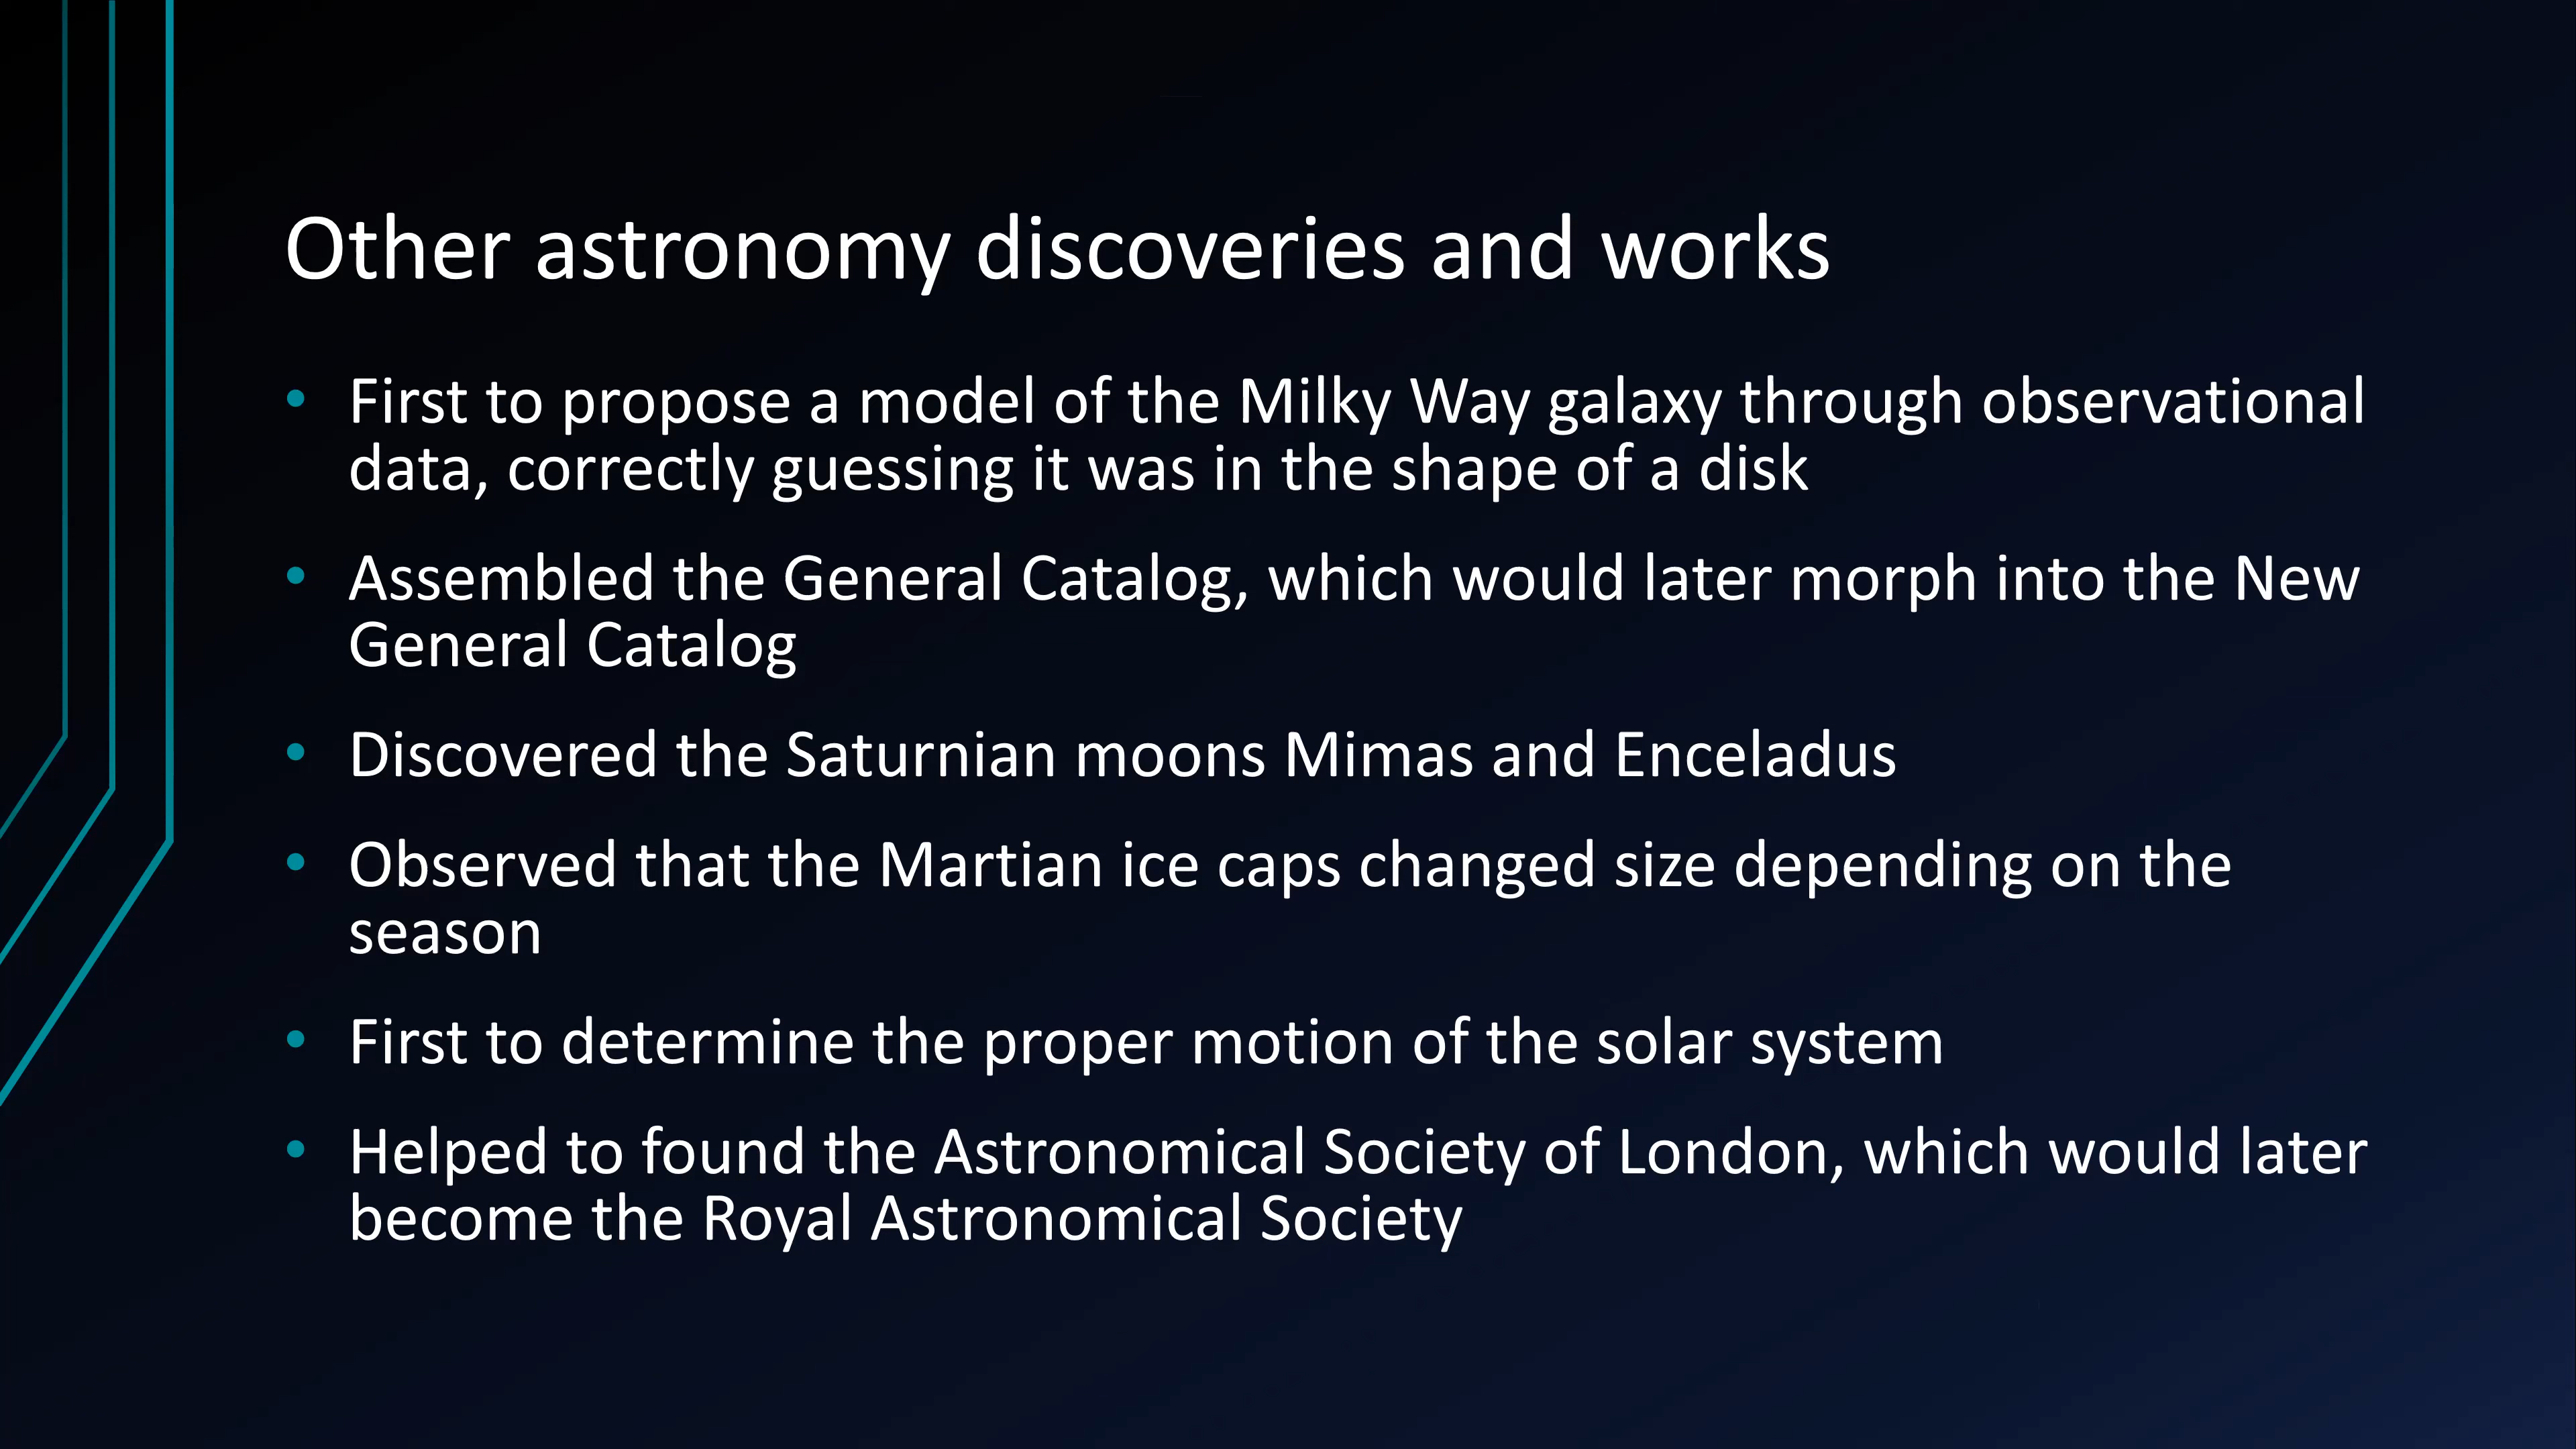 Other astronomy discoveries and works
• First to propose a model of the Milky Way galaxy through observational
data, correctly guessing it was in the shape of a disk
• Assembled the General Catalog, which would later morph into the New
General Catalog
• Discovered the Saturnian moons Mimas and Enceladus
• Observed that the Martian ice caps changed size depending on the
season
• First to determine the proper motion of the solar system
• Helped to found the Astronomical Society of London, which would later
become the Royal Astronomical Society